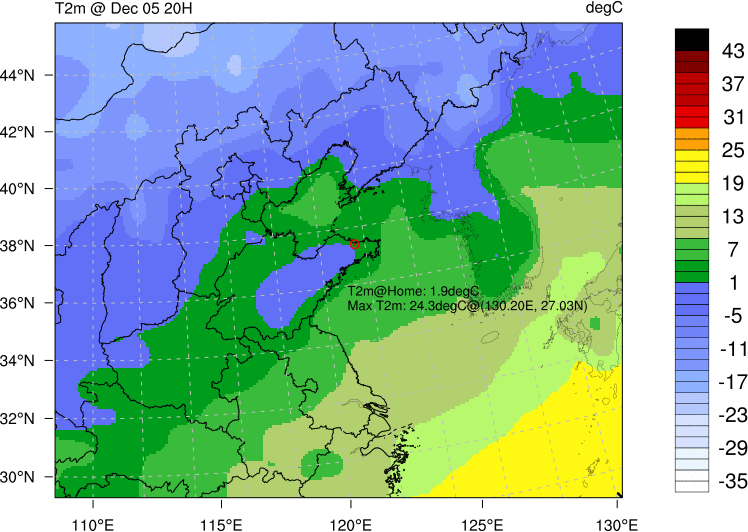 T2m @ Dec 05 20H
degC
44°N
42°N
40°N
38°N
36°N
34°N
32°N
30°N
T2m@Home: 1.9degC
Max T2m: 24.3degC@(130.20E, 27.03N)
110°E
115°E
120°E
125°E
130°E
43
37
31
25
19
13
7
1
-5
-11
-17
-23
-29
-35